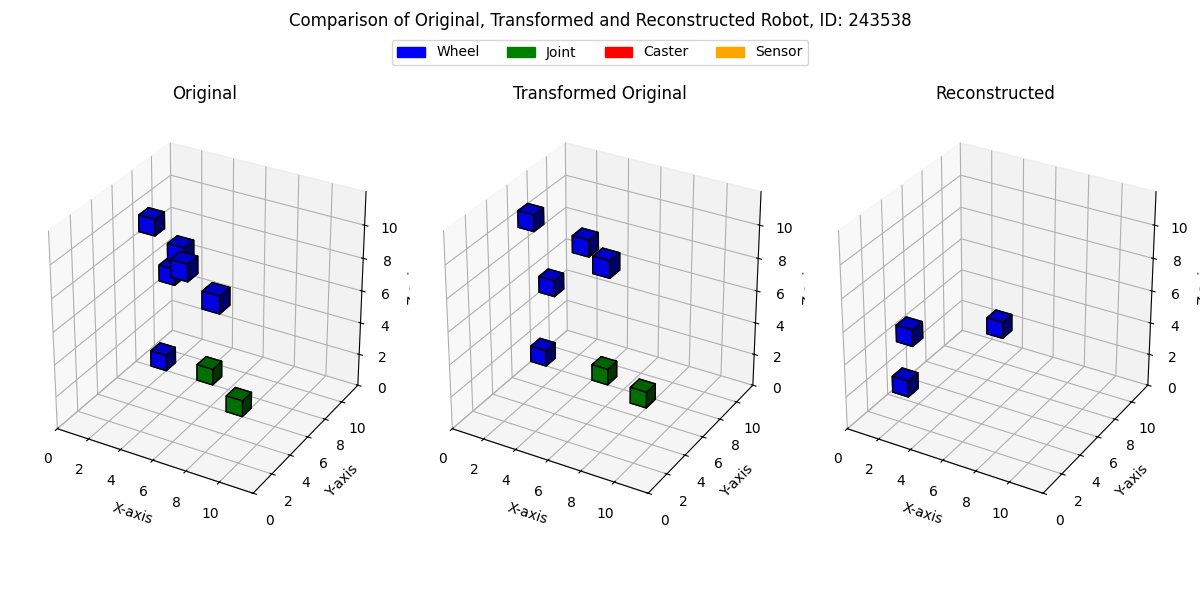 Comparison of Original, Transformed and Reconstructed Robot, ID: 243538
Wheel Joint Caster Sensor
Original
Transformed Original
Reconstructed
0 2 4 6 8 10
X-axis
0 2 4 6 8 10
Y-axis
0 2 4 6 8 10
0 2 4 6 8 10
X-axis
0 2 4 6 8 10
Y-axis
0 2 4 6 8 10
0 2 4 6 8 10
X-axis
0 2 4 6 8 10
Y-axis
0 2 4 6 8 10